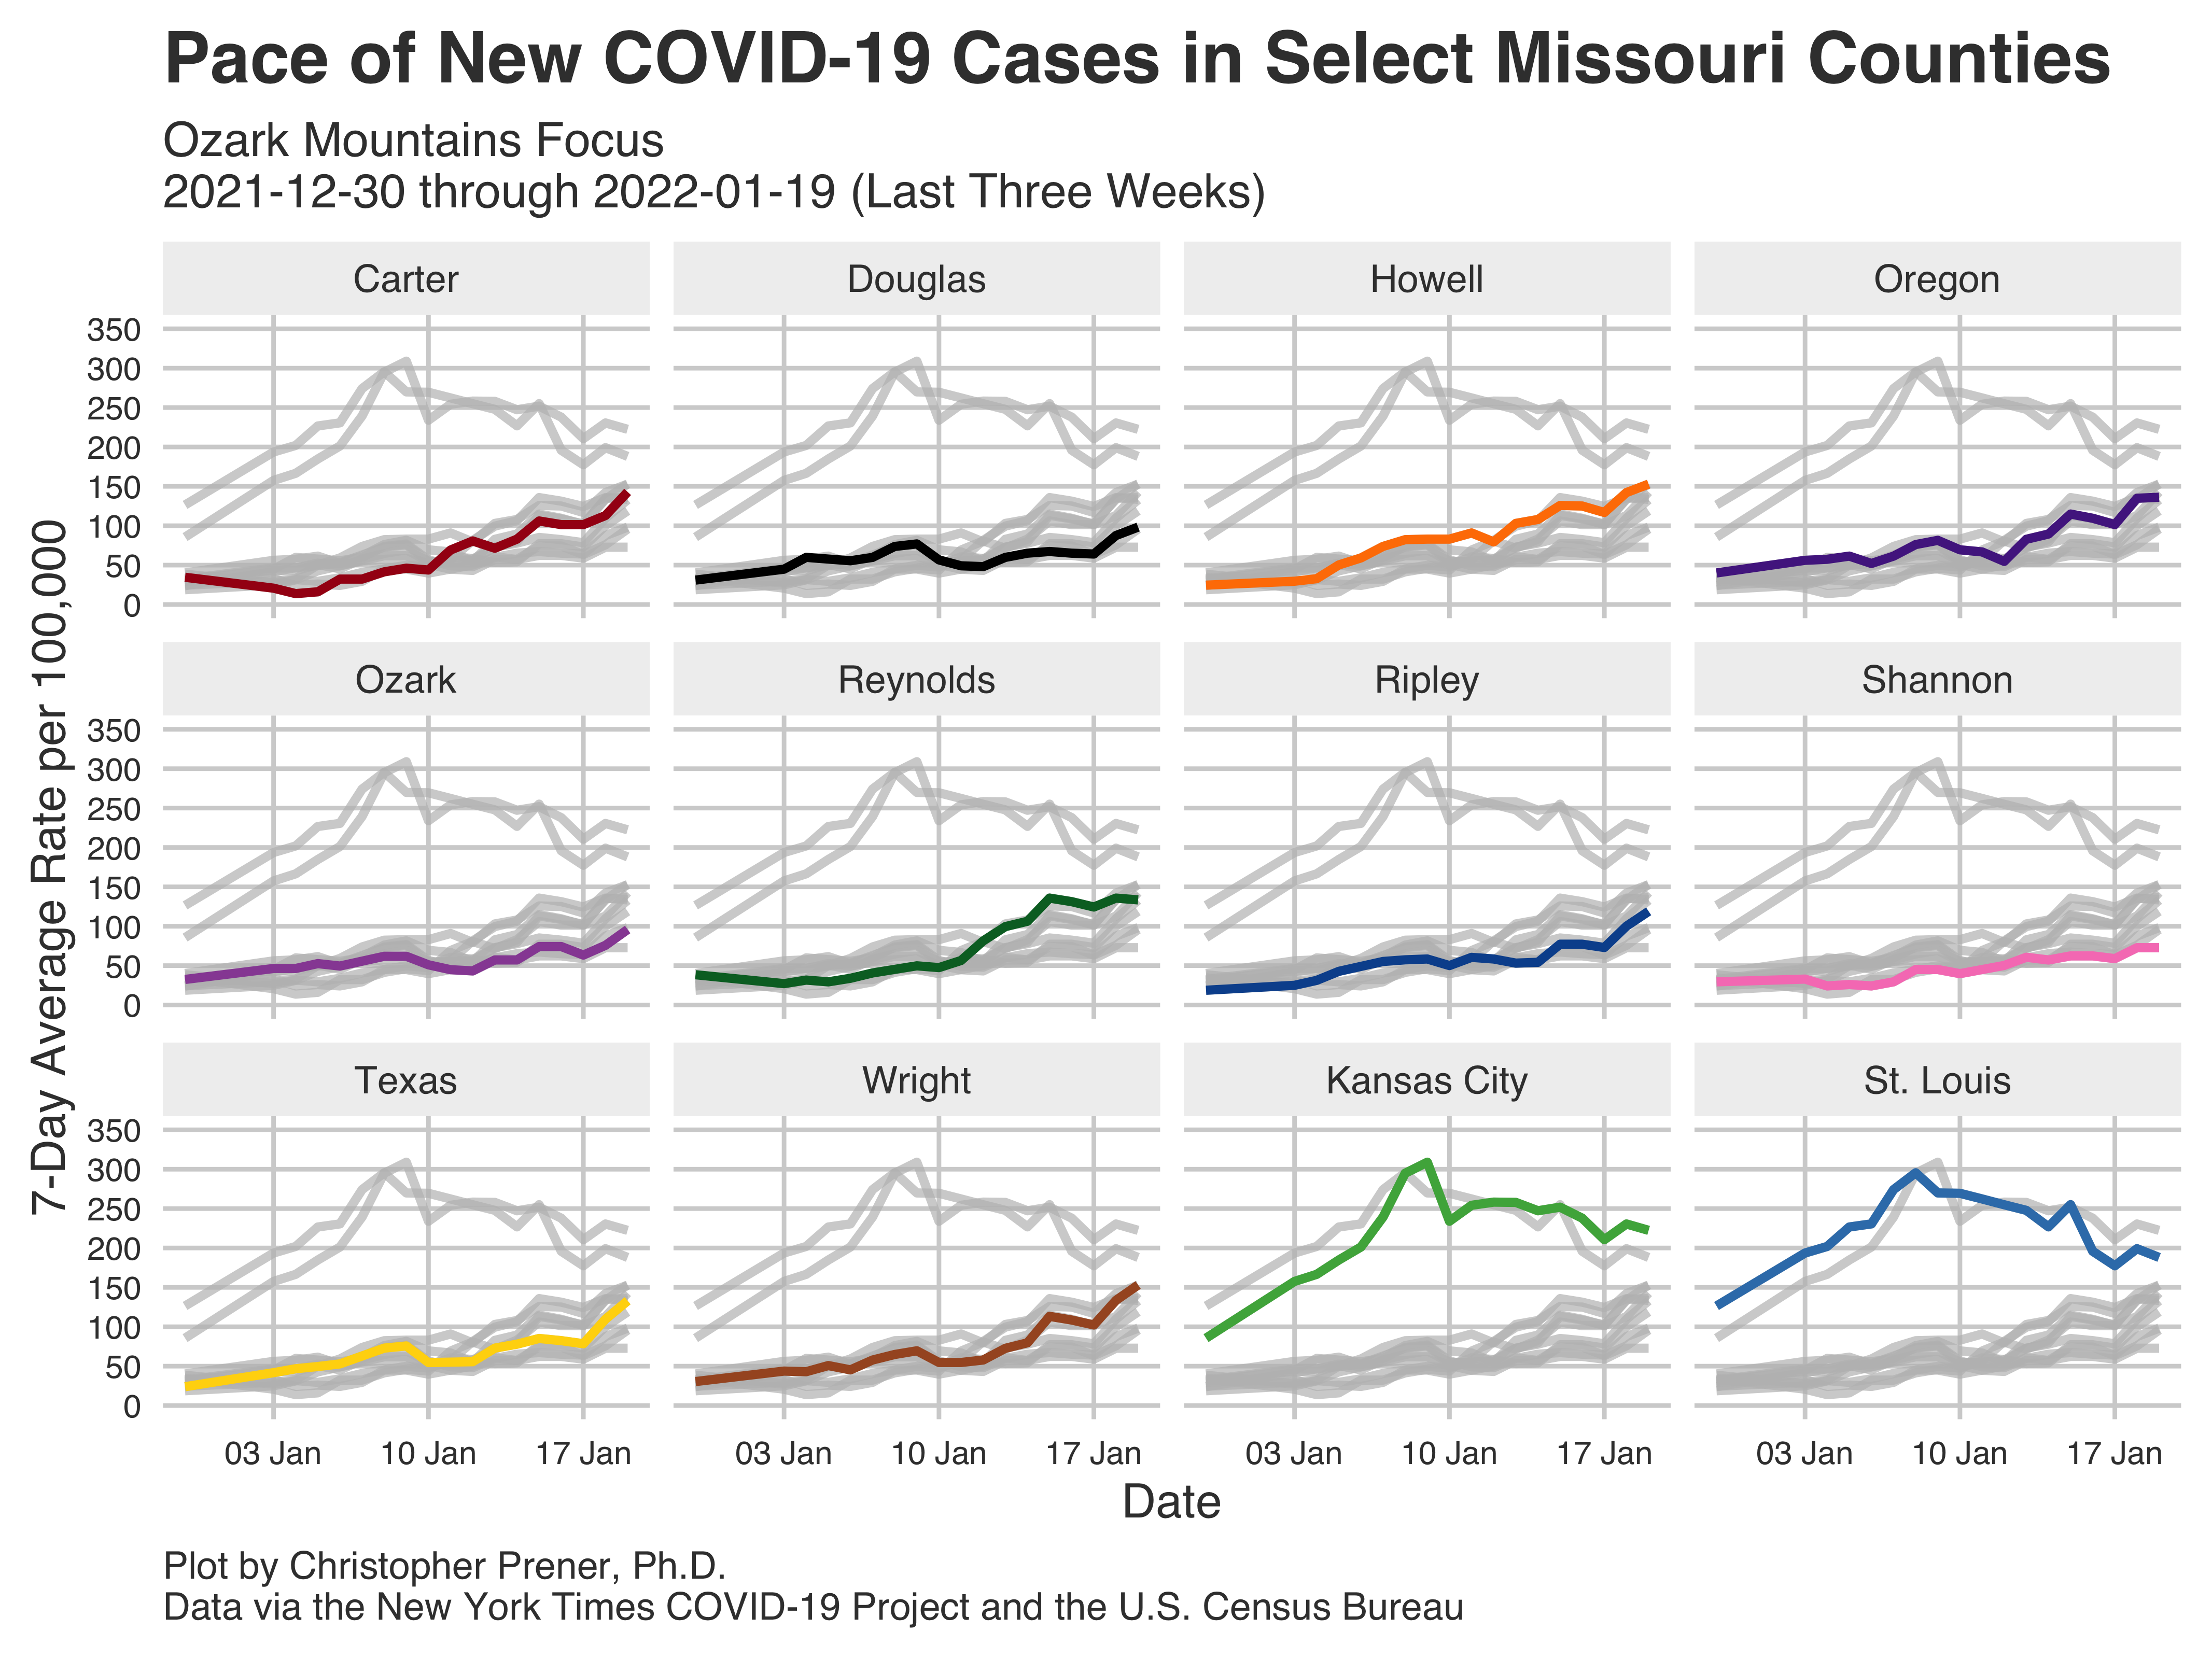 Pace of New COVID-19 Cases in Select Missouri Counties
Ozark Mountains Focus
2021-12-30 through 2022-01-19 (Last Three Weeks)
7-Day Average Rate per 100,000
Carter
Douglas
Howell
Oregon
350
300
250
200
150
100
50
0
Ozark
Reynolds
Ripley
Shannon
350
300
250
200
150
100
50
0
Texas
Wright
Kansas City
St. Louis
350
300
250
200
150
100
50
0
03 Jan 10 Jan 17 Jan
03 Jan 10 Jan 17 Jan
03 Jan 10 Jan 17 Jan
03 Jan 10 Jan 17 Jan
Date
Plot by Christopher Prener, Ph.D.
Data via the New York Times COVID-19 Project and the U.S. Census Bureau